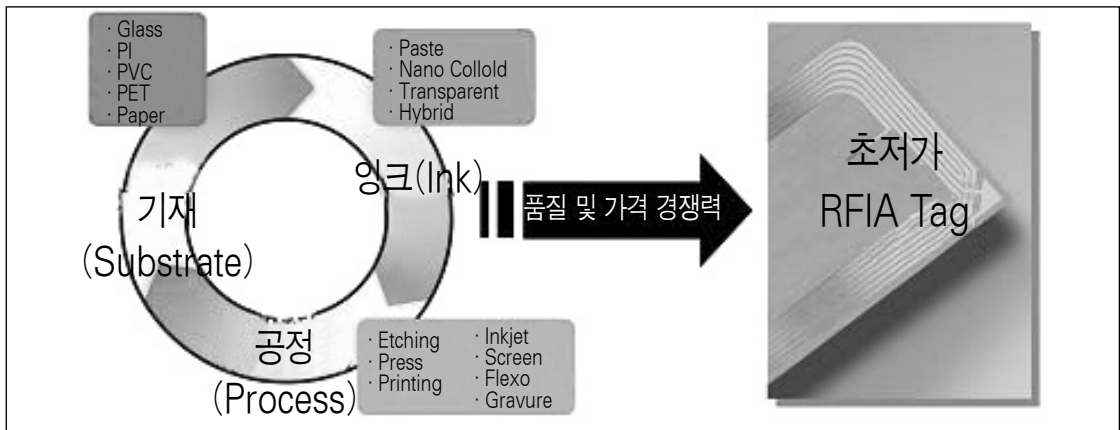 · Glass
· PI
· PVC
· PET
· Paper
· Paste
· Nano Collold
· Transparent
· Hybrid
잉크(Ink)
기재
(Substrate)
공정
(Process)
· Etching
· Press
· Printing
· Inkjet
· Screen
· Flexo
· Gravure
품질 및 가격 경쟁력
초저가
RFIA Tag